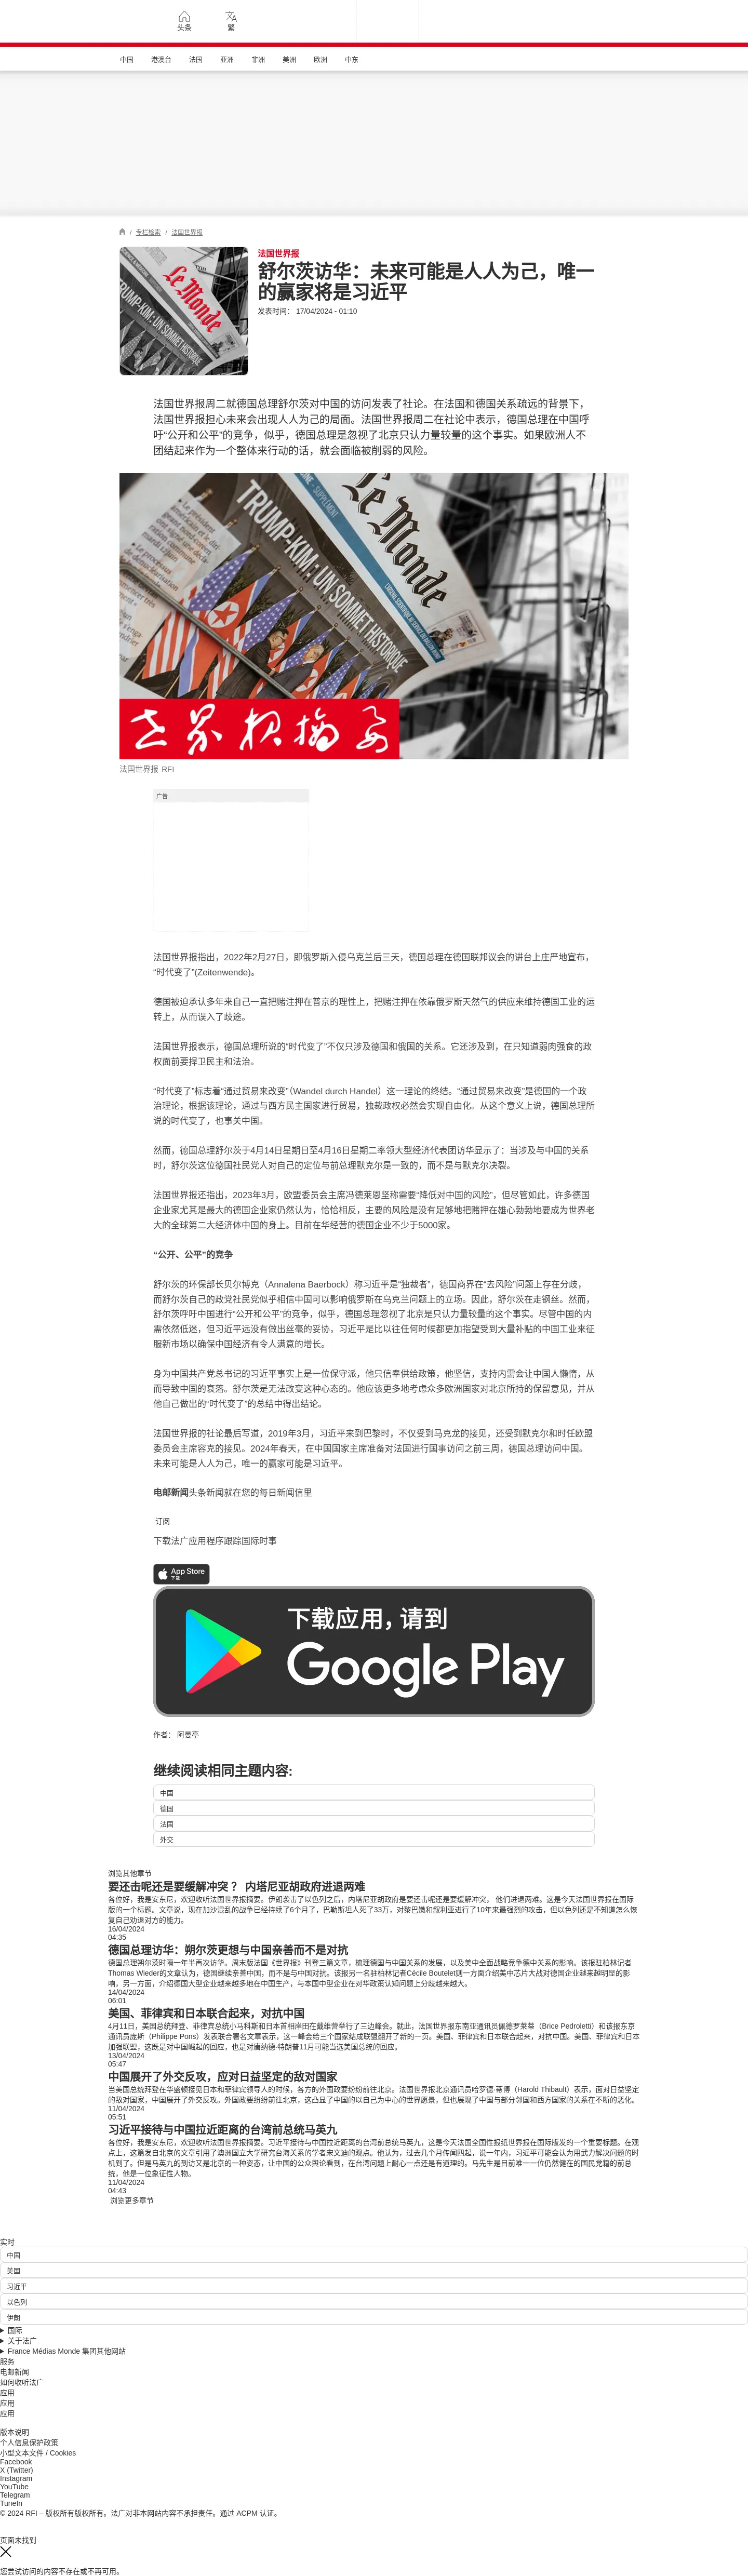 头条
繁
中国 港澳台 法国 亚洲 非洲 美洲 欧洲 中东
/ 专栏检索 / 法国世界报
法国世界报
舒尔茨访华：未来可能是人人为己，唯一
的赢家将是习近平
发表时间： 17/04/2024 - 01:10
Le Monde
TRUMP-KIM: UN SOMMET HISTORIQUE
法国世界报周二就德国总理舒尔茨对中国的访问发表了社论。在法国和德国关系疏远的背景下，
法国世界报担心未来会出现人人为己的局面。法国世界报周二在社论中表示，德国总理在中国呼
吁“公开和公平”的竞争，似乎，德国总理是忽视了北京只认力量较量的这个事实。如果欧洲人不
团结起来作为一个整体来行动的话，就会面临被削弱的风险。
Le Monde
TRUMP-KIM: UN SOMMET HISTORIQUE
世界报摘要
法国世界报 RFI
广告
法国世界报指出，2022年2月27日，即俄罗斯入侵乌克兰后三天，德国总理在德国联邦议会的讲台上庄严地宣布，
“时代变了”(Zeitenwende)。
德国被迫承认多年来自己一直把赌注押在普京的理性上，把赌注押在依靠俄罗斯天然气的供应来维持德国工业的运
转上，从而误入了歧途。
法国世界报表示，德国总理所说的“时代变了”不仅只涉及德国和俄国的关系。它还涉及到，在只知道弱肉强食的政
权面前要捍卫民主和法治。
“时代变了”标志着“通过贸易来改变”（Wandel durch Handel）这一理论的终结。“通过贸易来改变”是德国的一个政
治理论，根据该理论，通过与西方民主国家进行贸易，独裁政权必然会实现自由化。从这个意义上说，德国总理所
说的时代变了，也事关中国。
然而，德国总理舒尔茨于4月14日星期日至4月16日星期二率领大型经济代表团访华显示了：当涉及与中国的关系
时，舒尔茨这位德国社民党人对自己的定位与前总理默克尔是一致的，而不是与默克尔决裂。
法国世界报还指出，2023年3月，欧盟委员会主席冯德莱恩坚称需要“降低对中国的风险”，但尽管如此，许多德国
企业家尤其是最大的德国企业家仍然认为，恰恰相反，主要的风险是没有足够地把赌押在雄心勃勃地要成为世界老
大的全球第二大经济体中国的身上。目前在华经营的德国企业不少于5000家。
“公开、公平”的竞争
舒尔茨的环保部长贝尔博克（Annalena Baerbock）称习近平是“独裁者”，德国商界在“去风险”问题上存在分歧，
而舒尔茨自己的政党社民党似乎相信中国可以影响俄罗斯在乌克兰问题上的立场。因此，舒尔茨在走钢丝。然而，
舒尔茨呼吁中国进行“公开和公平”的竞争，似乎，德国总理忽视了北京是只认力量较量的这个事实。尽管中国的内
需依然低迷，但习近平远没有做出丝毫的妥协，习近平是比以往任何时候都更加指望受到大量补贴的中国工业来征
服新市场以确保中国经济有令人满意的增长。
身为中国共产党总书记的习近平事实上是一位保守派，他只信奉供给政策，他坚信，支持内需会让中国人懒惰，从
而导致中国的衰落。舒尔茨是无法改变这种心态的。他应该更多地考虑众多欧洲国家对北京所持的保留意见，并从
他自己做出的“时代变了”的总结中得出结论。
法国世界报的社论最后写道，2019年3月，习近平来到巴黎时，不仅受到马克龙的接见，还受到默克尔和时任欧盟
委员会主席容克的接见。2024年春天，在中国国家主席准备对法国进行国事访问之前三周，德国总理访问中国。
未来可能是人人为己，唯一的赢家可能是习近平。
电邮新闻头条新闻就在您的每日新闻信里
订阅
下载法广应用程序跟踪国际时事
App Store
下载
下载应用，请到
Google Play
作者： 阿曼亭
继续阅读相同主题内容:
中国
德国
法国
外交
浏览其他章节
要还击呢还是要缓解冲突？ 内塔尼亚胡政府进退两难
各位好，我是安东尼，欢迎收听法国世界报摘要。伊朗袭击了以色列之后，内塔尼亚胡政府是要还击呢还是要缓解冲突， 他们进退两难。这是今天法国世界报在国际
版的一个标题。文章说，现在加沙混乱的战争已经持续了6个月了，巴勒斯坦人死了33万，对黎巴嫩和叙利亚进行了10年来最强烈的攻击，但以色列还是不知道怎么恢
复自己劝退对方的能力。
16/04/2024
04:35
德国总理访华：朔尔茨更想与中国亲善而不是对抗
德国总理朔尔茨时隔一年半再次访华。周末版法国《世界报》刊登三篇文章，梳理德国与中国关系的发展，以及美中全面战略竞争德中关系的影响。该报驻柏林记者
Thomas Wieder的文章认为，德国继续亲善中国，而不是与中国对抗。该报另一名驻柏林记者Cécile Boutelet则一方面介绍美中芯片大战对德国企业越来越明显的影
响，另一方面，介绍德国大型企业越来越多地在中国生产，与本国中型企业在对华政策认知问题上分歧越来越大。
14/04/2024
06:01
美国、菲律宾和日本联合起来，对抗中国
4月11日，美国总统拜登、菲律宾总统小马科斯和日本首相岸田在戴维营举行了三边峰会。就此，法国世界报东南亚通讯员佩德罗莱蒂（Brice Pedroletti）和该报东京
通讯员庞斯（Philippe Pons）发表联合署名文章表示，这一峰会给三个国家结成联盟翻开了新的一页。美国、菲律宾和日本联合起来，对抗中国。美国、菲律宾和日本
加强联盟，这既是对中国崛起的回应，也是对唐纳德·特朗普11月可能当选美国总统的回应。
13/04/2024
05:47
中国展开了外交反攻，应对日益坚定的敌对国家
当美国总统拜登在华盛顿接见日本和菲律宾领导人的时候，各方的外国政要纷纷前往北京。法国世界报北京通讯员哈罗德·蒂博（Harold Thibault）表示，面对日益坚定
的敌对国家，中国展开了外交反攻。外国政要纷纷前往北京，这凸显了中国的以自己为中心的世界愿景，但也展现了中国与部分邻国和西方国家的关系在不断的恶化。
11/04/2024
05:51
习近平接待与中国拉近距离的台湾前总统马英九
各位好，我是安东尼，欢迎收听法国世界报摘要。习近平接待与中国拉近距离的台湾前总统马英九，这是今天法国全国性报纸世界报在国际版发的一个重要标题。在观
点上，这篇发自北京的文章引用了澳洲国立大学研究台海关系的学者宋文迪的观点。他认为，过去几个月传闻四起，说一年内，习近平可能会认为用武力解决问题的时
机到了。但是马英九的到访又是北京的一种姿态，让中国的公众舆论看到，在台湾问题上耐心一点还是有道理的。马先生是目前唯一一位仍然健在的国民党籍的前总
统，他是一位象征性人物。
11/04/2024
04:43
浏览更多章节
实时
中国
美国
习近平
以色列
伊朗
国际
关于法广
France Médias Monde 集团其他网站
服务
电邮新闻
如何收听法广
应用
应用
应用
版本说明
个人信息保护政策
小型文本文件 / Cookies
Facebook
X (Twitter)
Instagram
YouTube
Telegram
TuneIn
© 2024 RFI – 版权所有版权所有。法广对非本网站内容不承担责任。通过 ACPM 认证。
页面未找到
您尝试访问的内容不存在或不再可用。